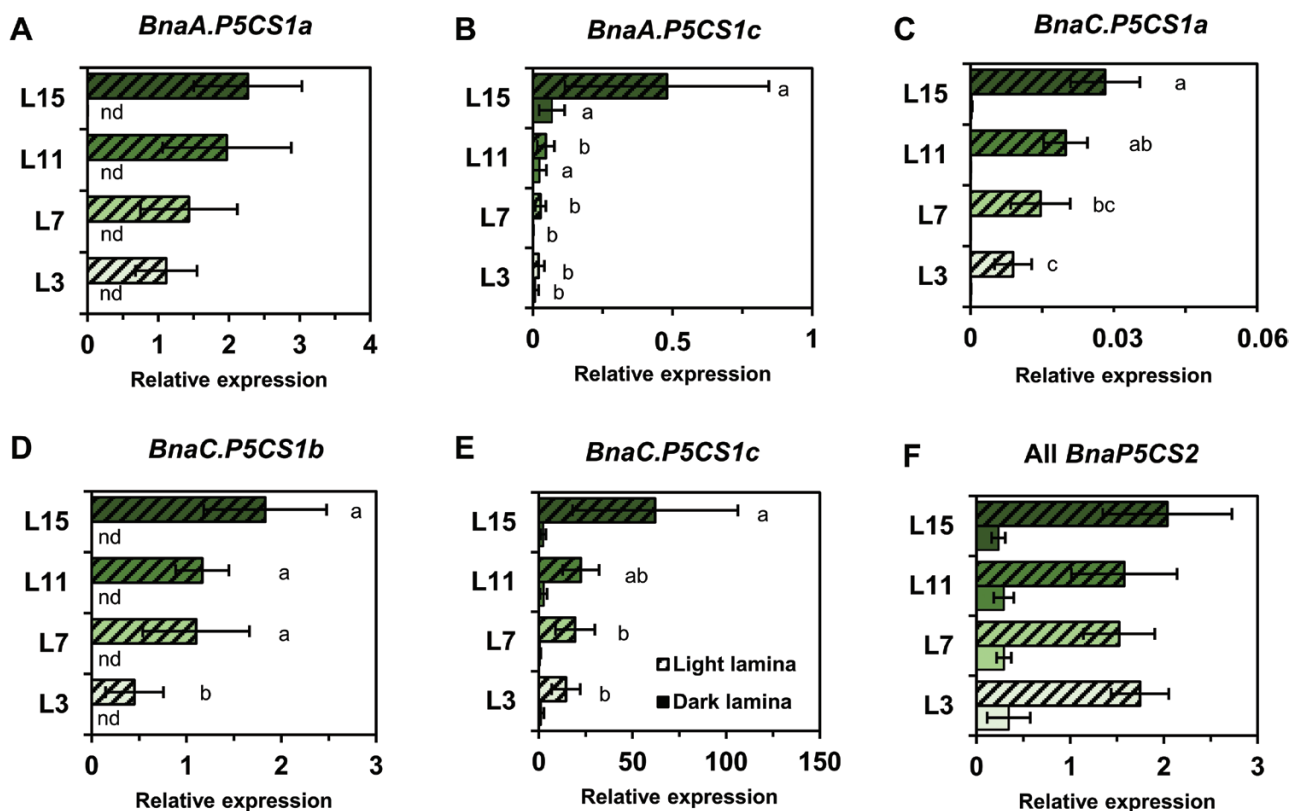 A
BnaA.P5CS1a
L15
nd
L11
nd
L7
nd
L3
nd
0 1 2 3 4
Relative expression
B
BnaA.P5CS1c
L15
a
a
L11
b
a
L7
b
b
L3
b
b
0 0.5 1
Relative expression
C
BnaC.P5CS1a
L15
a
L11
ab
L7
bc
L3
c
0 0.03 0.06
Relative expression
D
BnaC.P5CS1b
L15
a
nd
L11
a
nd
L7
a
nd
L3
b
nd
0 1 2 3
Relative expression
E
BnaC.P5CS1c
L15
a
L11
ab
L7
b
L3
b
Light lamina
Dark lamina
0 50 100 150
Relative expression
F
All BnaP5CS2
L15
L11
L7
L3
0 1 2 3
Relative expression